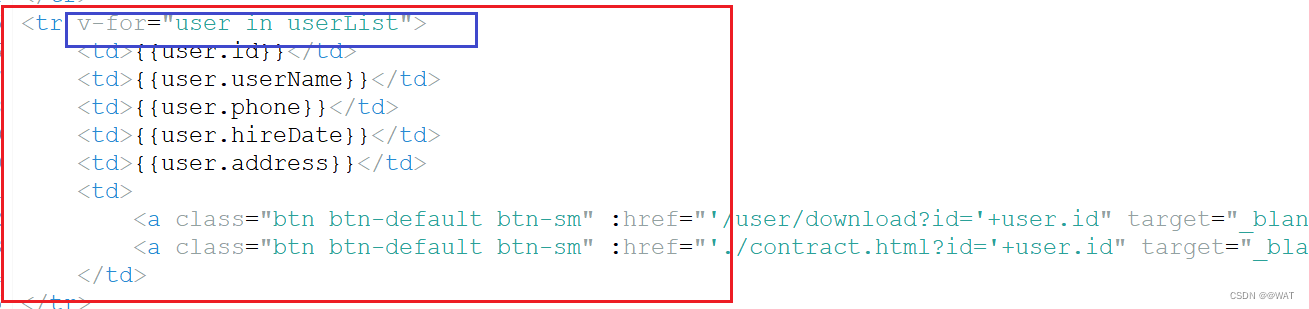 <tr v-for="user in userList">
<td>{{user.id}}</td>
<td>{{user.userName}}</td>
<td>{{user.phone}}</td>
<td>{{user.hireDate}}</td>
<td>{{user.address}}</td>
<td>
<a class="btn btn-default btn-sm" :href="'/user/download?id='+user.id" target="_blan
<a class="btn btn-default btn-sm" :href="'./contract.html?id='+user.id" target="_bla
</td>
</tr>
CSDN @@WAT